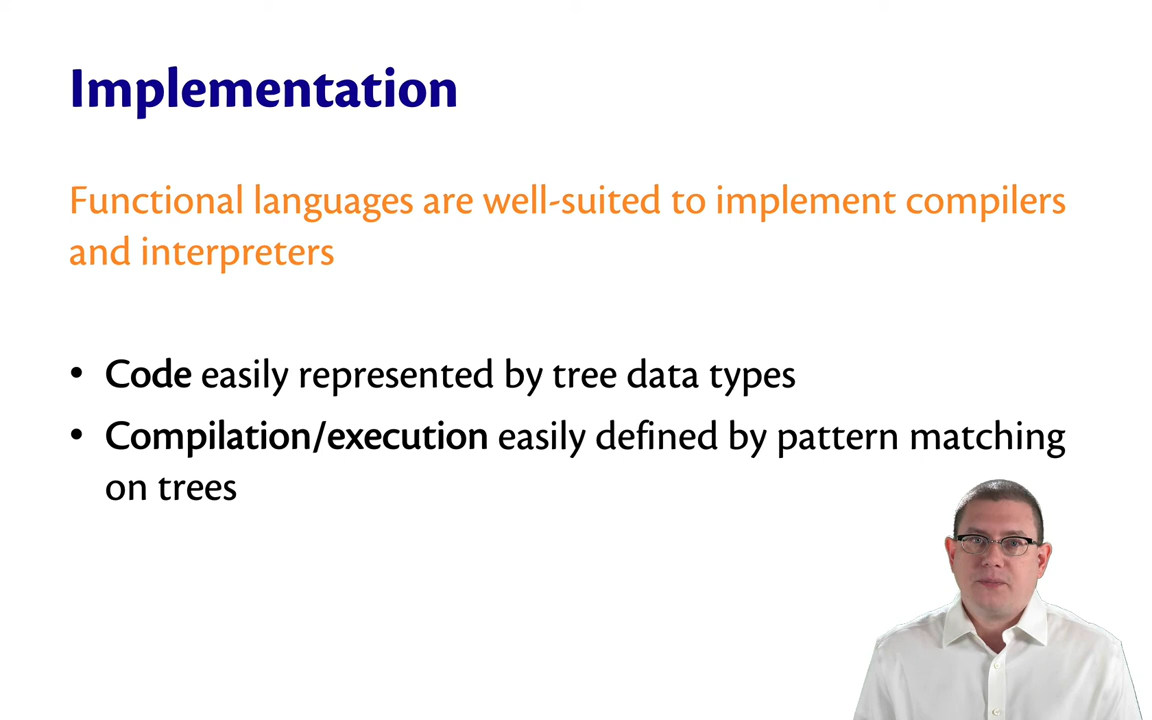 Implementation
Functional languages are well-suited to implement compilers
and interpreters
• Code easily represented by tree data types
• Compilation/execution easily defined by pattern matching
on trees